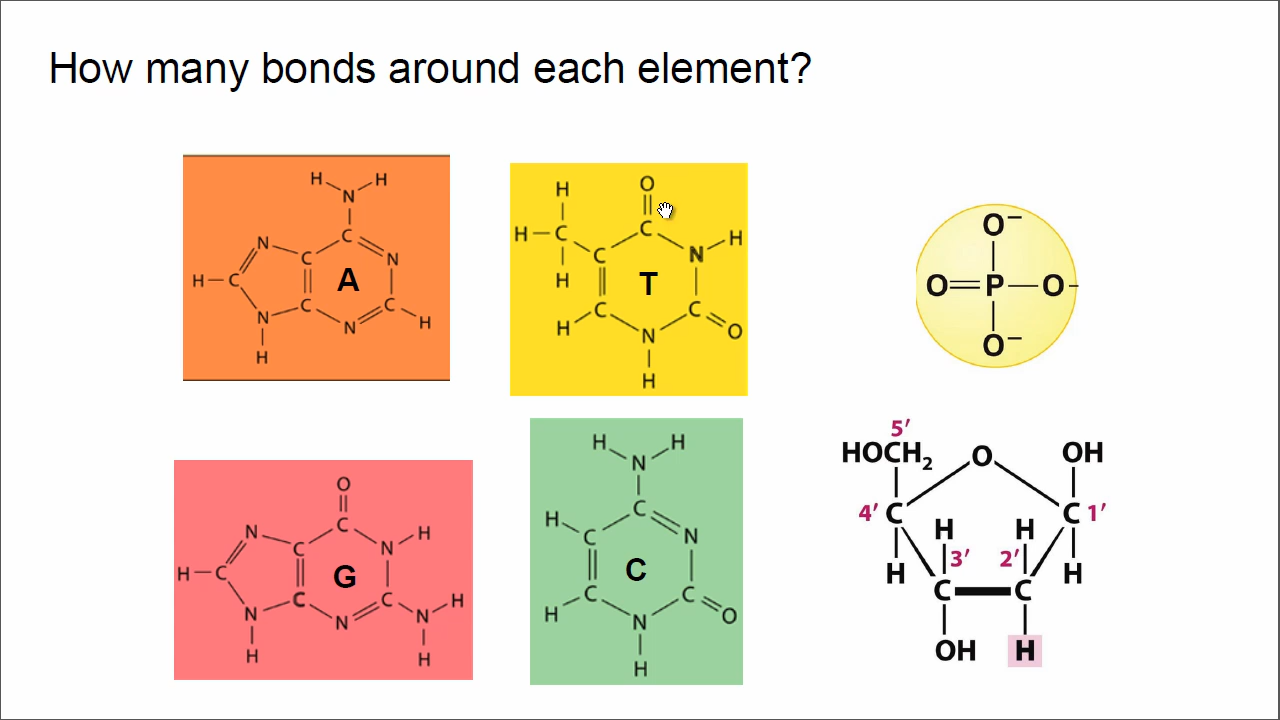 How many bonds around each element?
H H
N
N C
C N
H C A
C C
N N H
H
O
H
C H
H C N
C
H T
C C
H N O
H
O⁻
O P O-
O⁻
O
C H
N N
C
H C G
C C H
N N N
H H
H H
N
H C
C N
C
C C
H N O
H
5′
HOCH₂ O OH
4′ C C 1′
H H
3′ 2′
H H
C C
OH H